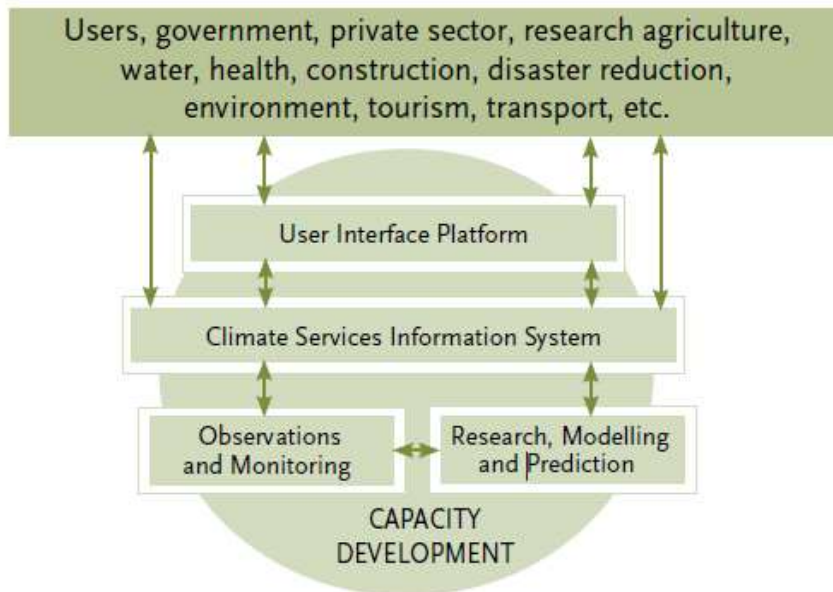 Users, government, private sector, research agriculture,
water, health, construction, disaster reduction,
environment, tourism, transport, etc.
User Interface Platform
Climate Services Information System
Observations
and Monitoring
Research, Modelling
and Prediction
CAPACITY
DEVELOPMENT